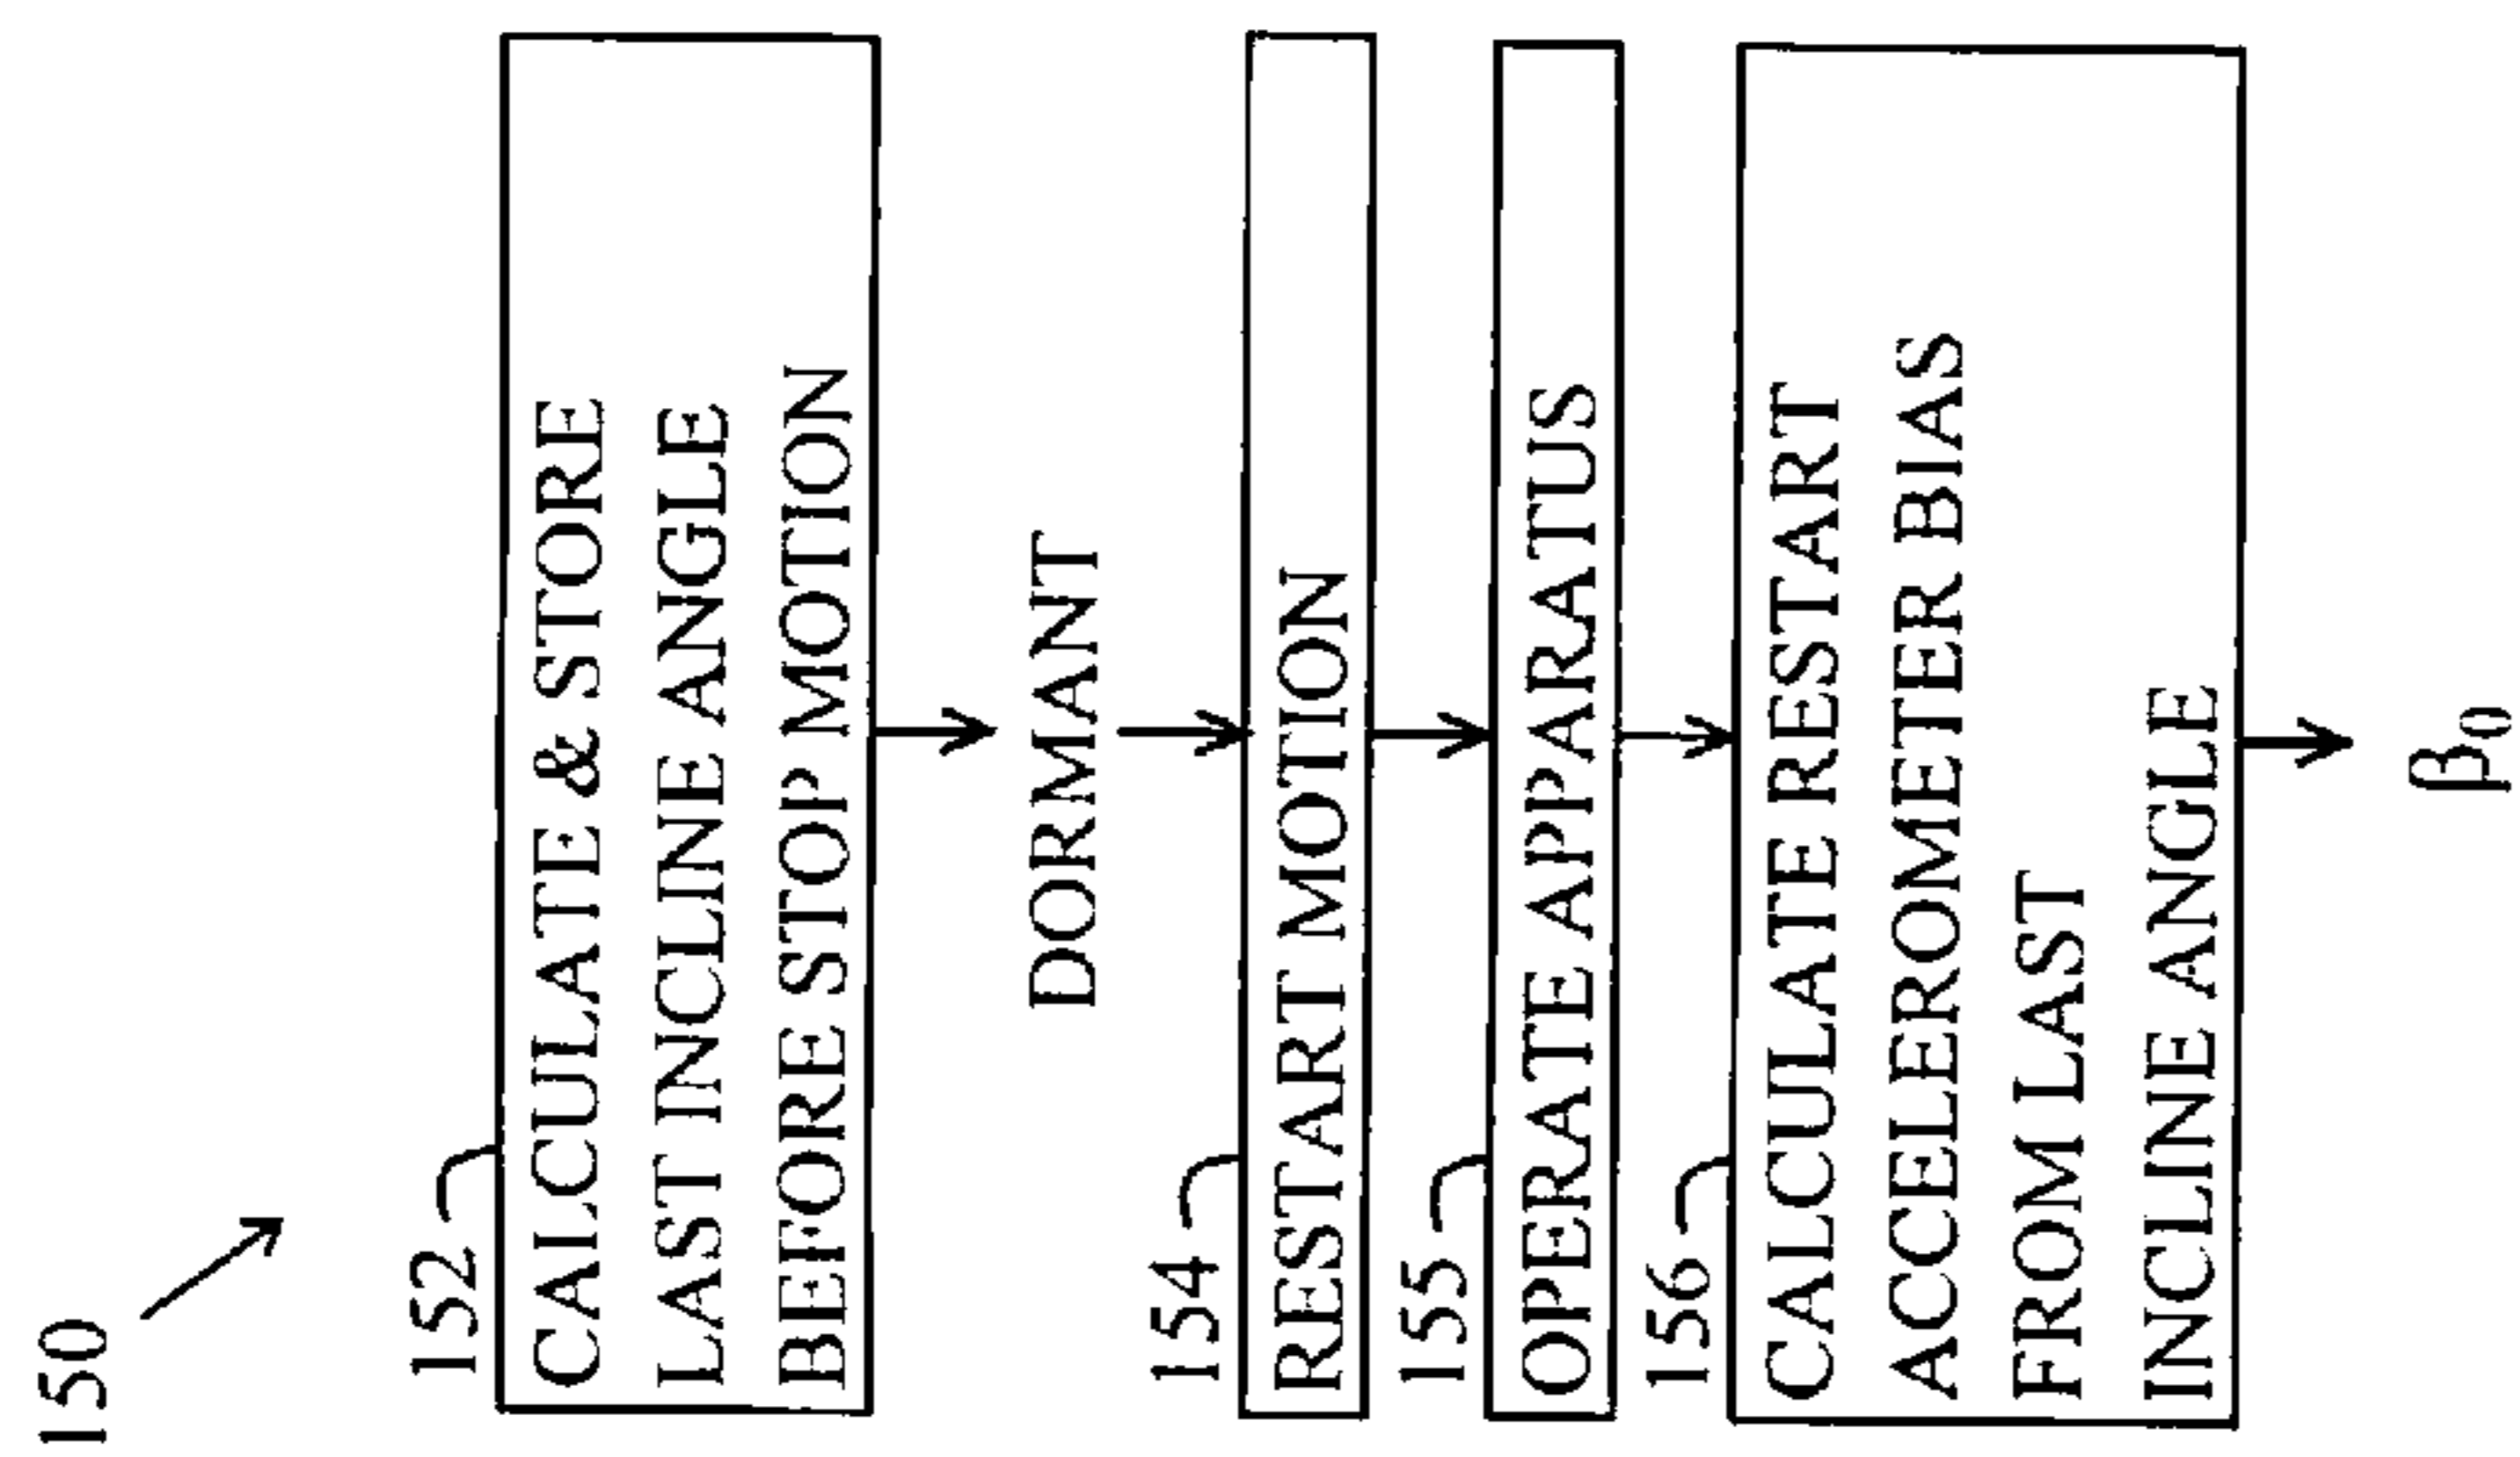 150
152
CALCULATE & STORE
LAST INCLINE ANGLE
BEFORE STOP MOTION
DORMANT
154
RESTART MOTION
155
OPERATE APPARATUS
156
CALCULATE RESTART
ACCELEROMETER BIAS
FROM LAST
INCLINE ANGLE
β₀